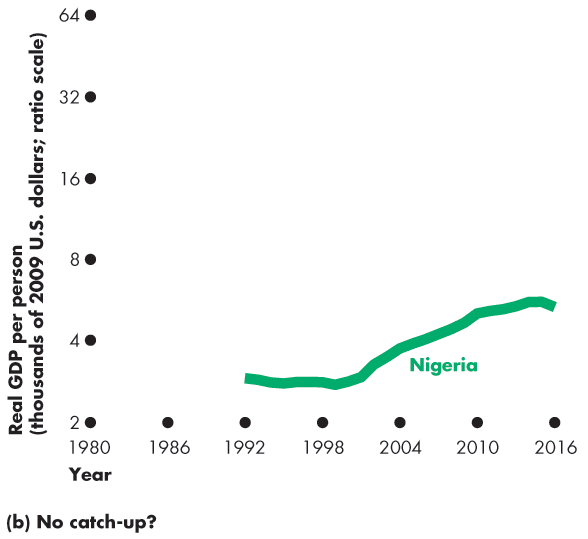 Real GDP per person
(thousands of 2009 U.S. dollars; ratio scale)
64
32
16
8
4
2
Nigeria
1980 1986 1992 1998 2004 2010 2016
Year
(b) No catch-up?